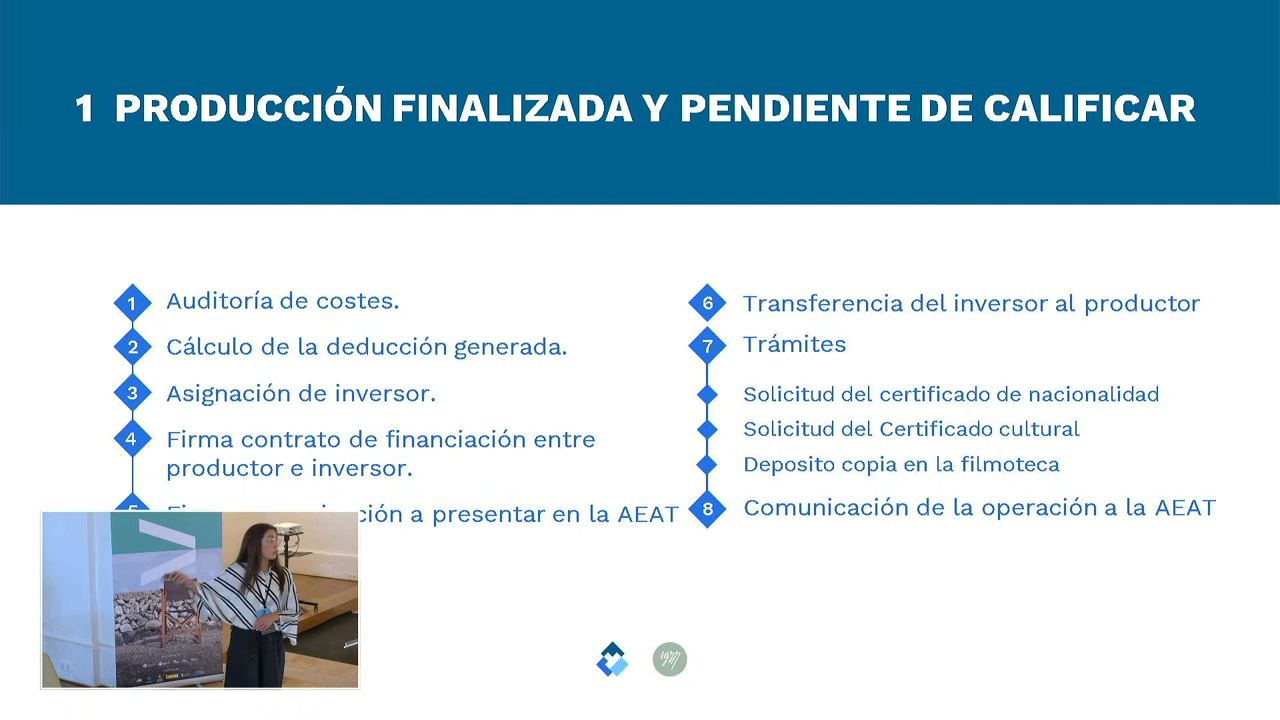 1 PRODUCCIÓN FINALIZADA Y PENDIENTE DE CALIFICAR
1 Auditoría de costes.
2 Cálculo de la deducción generada.
3 Asignación de inversor.
4 Firma contrato de financiación entre
productor e inversor.
5 ción a presentar en la AEAT
6 Transferencia del inversor al productor
7 Trámites
Solicitud del certificado de nacionalidad
Solicitud del Certificado cultural
Deposito copia en la filmoteca
8 Comunicación de la operación a la AEAT